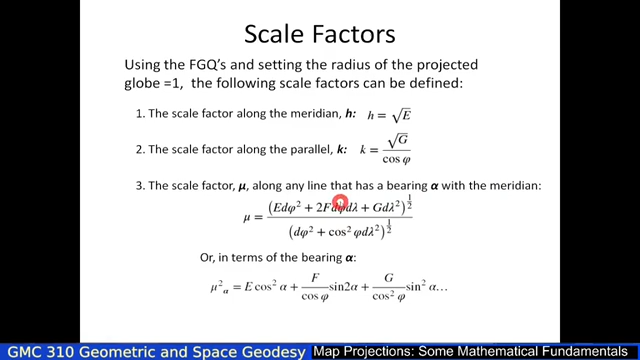 Scale Factors
Using the FGQ's and setting the radius of the projected
globe =1,  the following scale factors can be defined:
1. The scale factor along the meridian, h:   h = √E
2. The scale factor along the parallel, k:   k = √G / cos φ
3. The scale factor, μ, along any line that has a bearing α with the meridian:
μ = (Edφ² + 2Fdφdλ + Gdλ²)^½ / (dφ² + cos² φdλ²)^½
Or, in terms of the bearing α:
μ²α = E cos² α + F/cos φ sin2α + G/cos² φ sin² α…
GMC 310 Geometric and Space Geodesy Map Projections: Some Mathematical Fundamentals